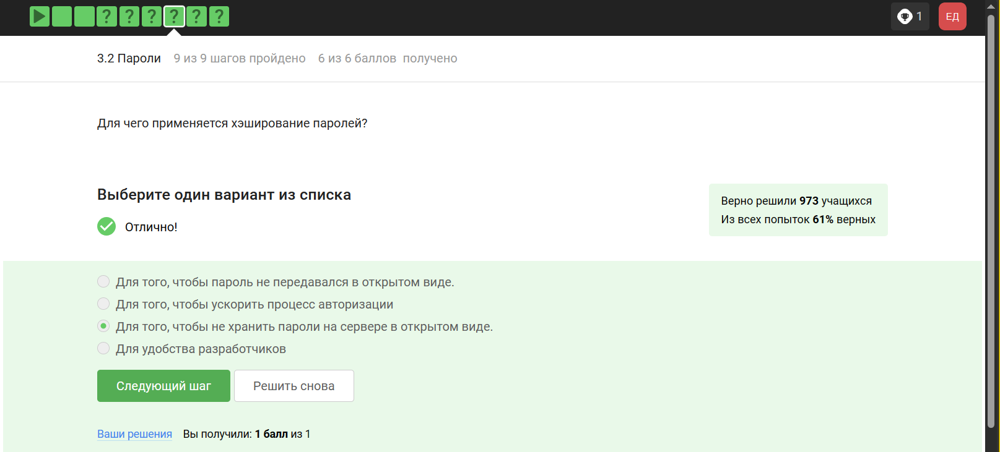 ? ? ? ? ? ?
1
ЕД
3.2 Пароли 9 из 9 шагов пройдено 6 из 6 баллов получено
Для чего применяется хэширование паролей?
Выберите один вариант из списка
Отлично!
Верно решили 973 учащихся
Из всех попыток 61% верных
Для того, чтобы пароль не передавался в открытом виде.
Для того, чтобы ускорить процесс авторизации
Для того, чтобы не хранить пароли на сервере в открытом виде.
Для удобства разработчиков
Следующий шаг
Решить снова
Ваши решения Вы получили: 1 балл из 1